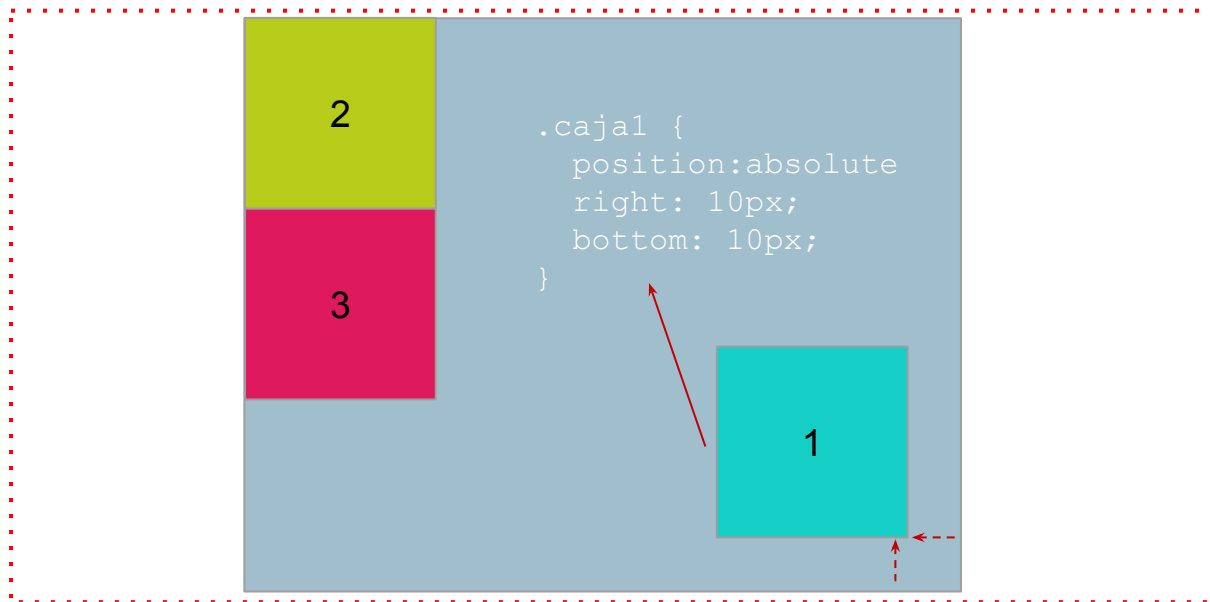 2
.caja1 {
position:absolute
right: 10px;
bottom: 10px;
}
3
1